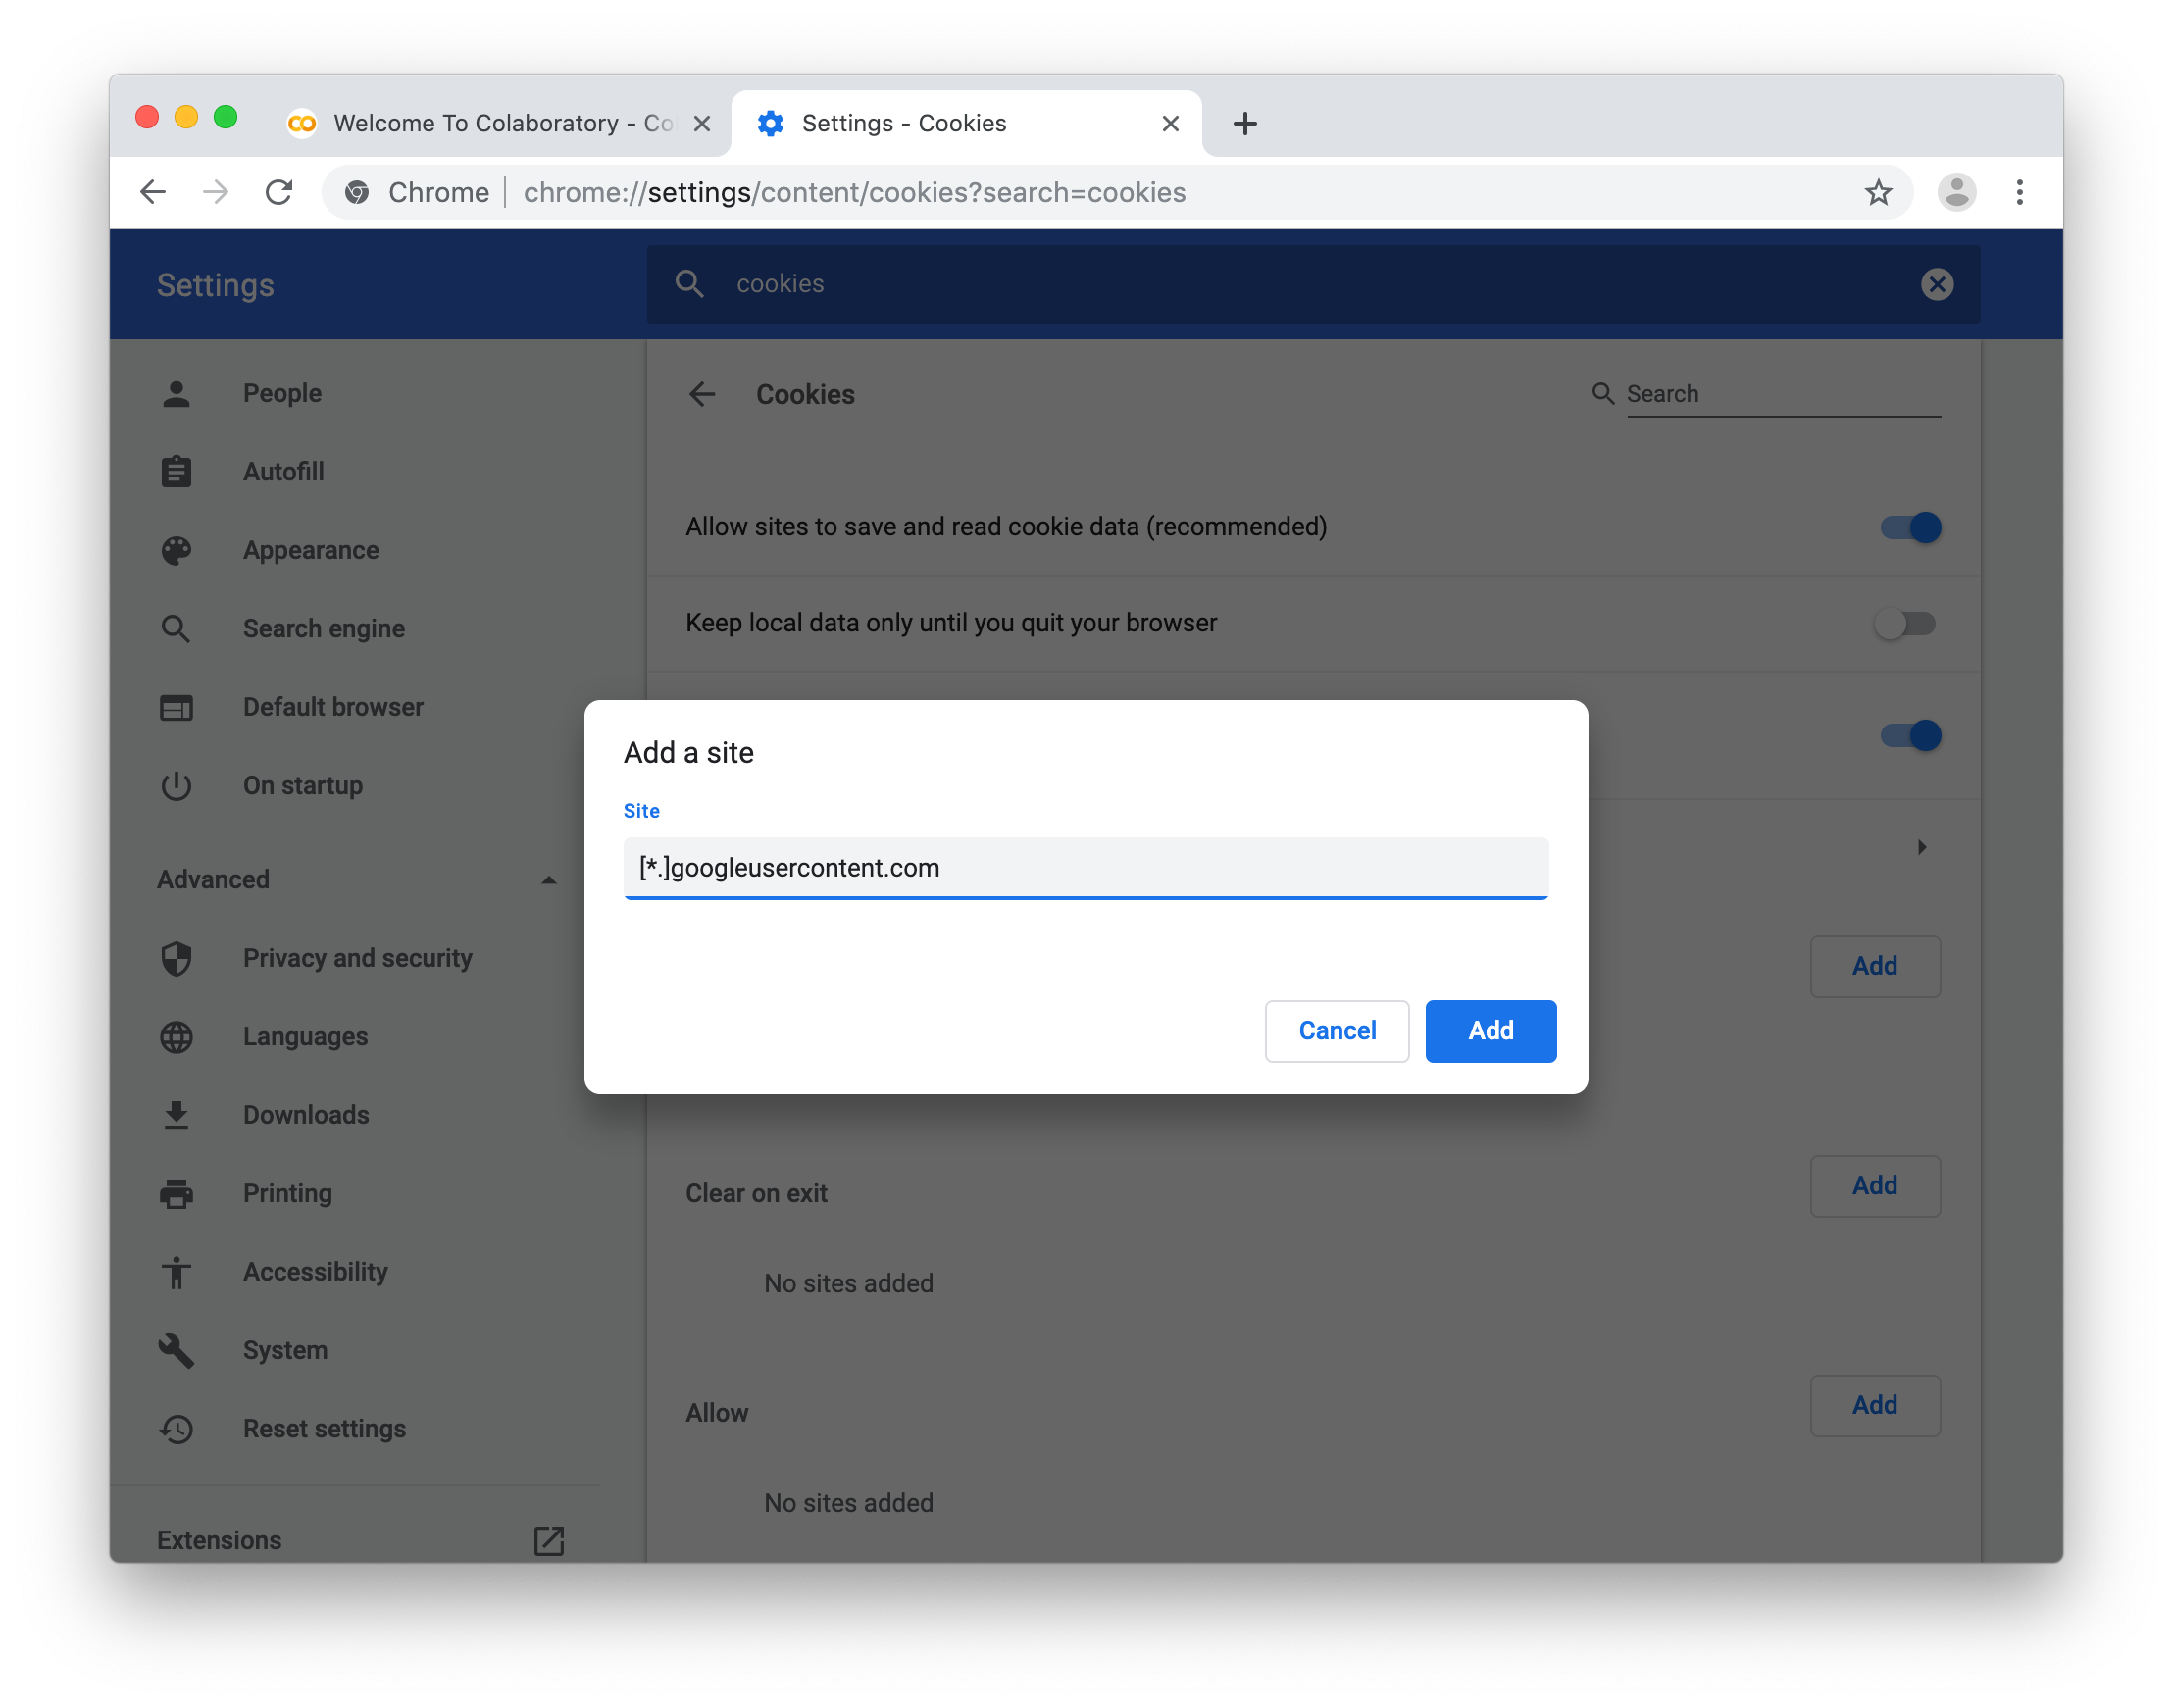 Welcome To Colaboratory - Co
Settings - Cookies
Chrome
chrome://settings/content/cookies?search=cookies
Settings
cookies
People
Autofill
Appearance
Search engine
Default browser
On startup
Advanced
Privacy and security
Languages
Downloads
Printing
Accessibility
System
Reset settings
Extensions
Cookies
Search
Allow sites to save and read cookie data (recommended)
Keep local data only until you quit your browser
Add a site
Site
[*.]googleusercontent.com
Cancel
Add
Add
Clear on exit
Add
No sites added
Allow
Add
No sites added